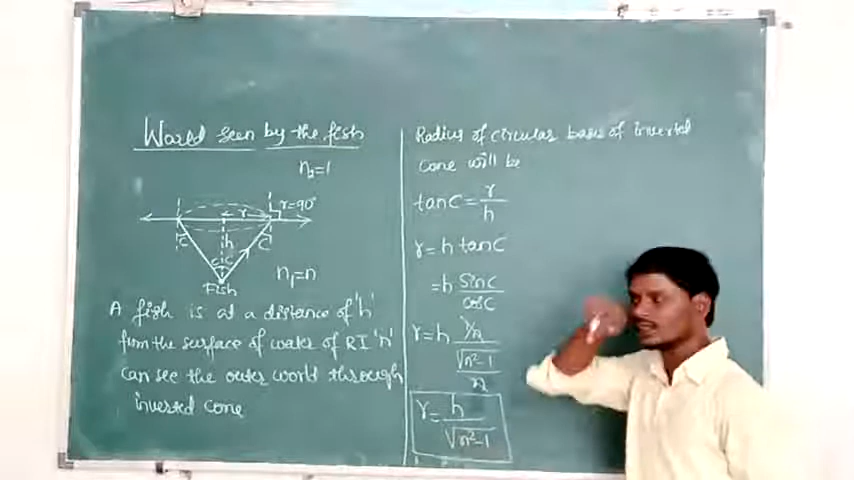 World seen by the fish
n2=1
r
r=90°
h
C
C
C C
n1=n
Fish
A fish is at a distance of 'h'
from the surface of water of RI 'n'
can see the outer world through
inverted cone
Radius of circular basis of inverted
cone will be
tanC = r/h
r = h tanC
= h sinC/cosC
r = h (1/n)/(√(n²-1)/n)
r = h/√(n²-1)